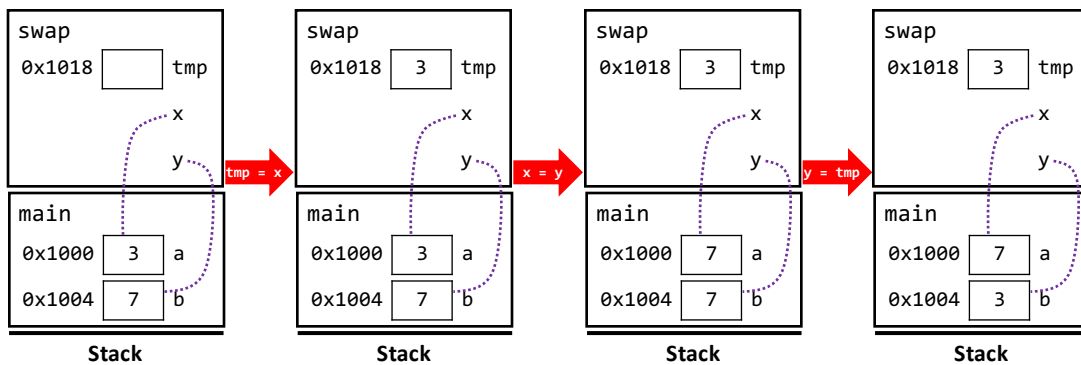 swap
0x1018 tmp
x
y
main
0x1000 3 a
0x1004 7 b
Stack
tmp = x
swap
0x1018 3 tmp
x
y
main
0x1000 3 a
0x1004 7 b
Stack
x = y
swap
0x1018 3 tmp
x
y
main
0x1000 7 a
0x1004 7 b
Stack
y = tmp
swap
0x1018 3 tmp
x
y
main
0x1000 7 a
0x1004 3 b
Stack